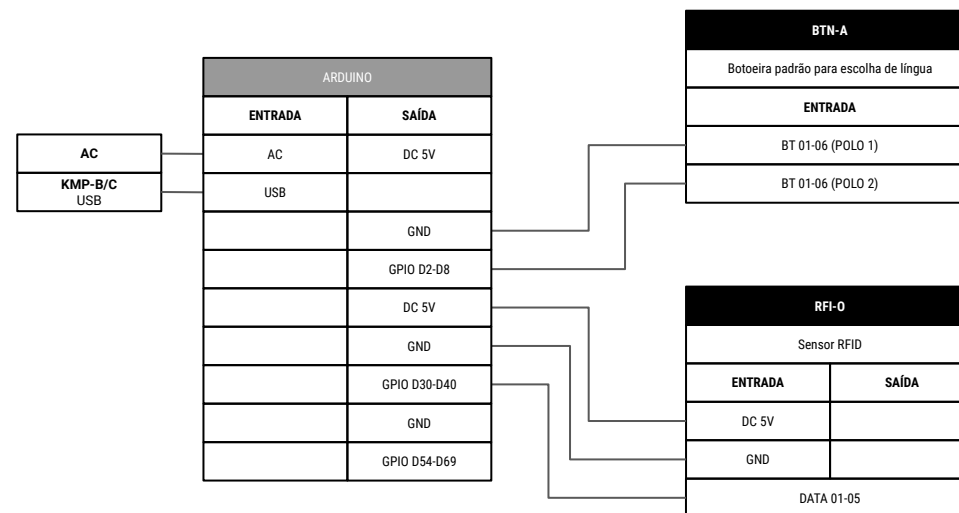 AC
KMP-B/C
USB
ARDUINO
ENTRADA SAÍDA
AC DC 5V
USB
GND
GPIO D2-D8
DC 5V
GND
GPIO D30-D40
GND
GPIO D54-D69
BTN-A
Botoeira padrão para escolha de língua
ENTRADA
BT 01-06 (POLO 1)
BT 01-06 (POLO 2)
RFI-O
Sensor RFID
ENTRADA SAÍDA
DC 5V
GND
DATA 01-05